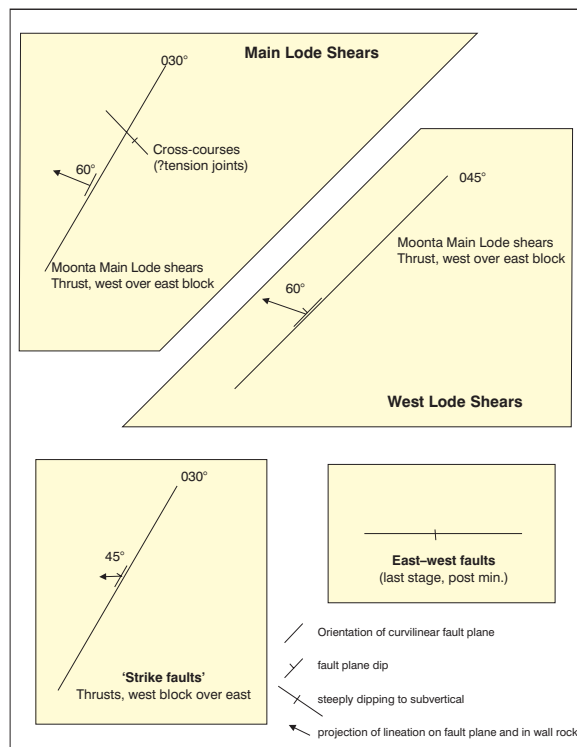 Main Lode Shears
030°
Cross-courses
(?tension joints)
60°
Moonta Main Lode shears
Thrust, west over east block
045°
Moonta Main Lode shears
Thrust, west over east block
60°
West Lode Shears
030°
45°
'Strike faults'
Thrusts, west block over east
East–west faults
(last stage, post min.)
Orientation of curvilinear fault plane
fault plane dip
steeply dipping to subvertical
projection of lineation on fault plane and in wall rock